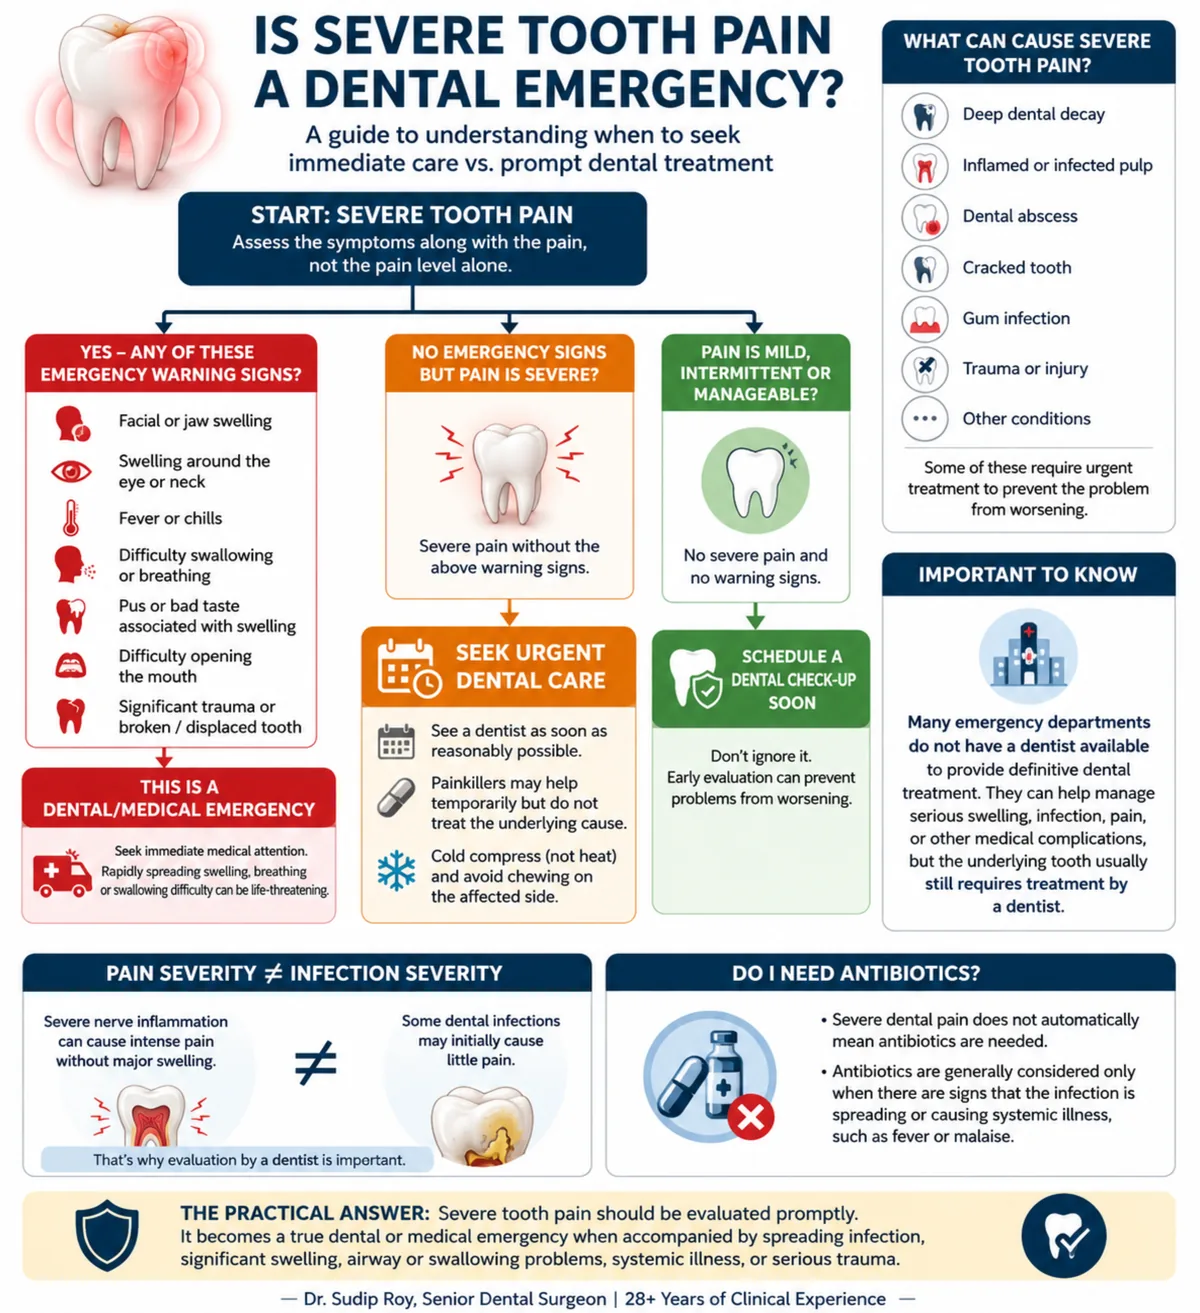 IS SEVERE TOOTH PAIN
A DENTAL EMERGENCY?
A guide to understanding when to seek
immediate care vs. prompt dental treatment
START: SEVERE TOOTH PAIN
Assess the symptoms along with the pain,
not the pain level alone.
YES – ANY OF THESE
EMERGENCY WARNING SIGNS?
Facial or jaw swelling
Swelling around the
eye or neck
Fever or chills
Difficulty swallowing
or breathing
Pus or bad taste
associated with swelling
Difficulty opening
the mouth
Significant trauma or
broken / displaced tooth
THIS IS A
DENTAL/MEDICAL EMERGENCY
Seek immediate medical attention.
Rapidly spreading swelling, breathing
or swallowing difficulty can be life-threatening.
NO EMERGENCY SIGNS
BUT PAIN IS SEVERE?
Severe pain without the
above warning signs.
SEEK URGENT
DENTAL CARE
See a dentist as soon as
reasonably possible.
Painkillers may help
temporarily but do not
treat the underlying cause.
Cold compress (not heat)
and avoid chewing on
the affected side.
PAIN IS MILD,
INTERMITTENT OR
MANAGEABLE?
No severe pain and
no warning signs.
SCHEDULE A
DENTAL CHECK-UP
SOON
Don't ignore it.
Early evaluation can prevent
problems from worsening.
WHAT CAN CAUSE SEVERE
TOOTH PAIN?
Deep dental decay
Inflamed or infected pulp
Dental abscess
Cracked tooth
Gum infection
Trauma or injury
Other conditions
Some of these require urgent
treatment to prevent the problem
from worsening.
IMPORTANT TO KNOW
Many emergency departments
do not have a dentist available
to provide definitive dental
treatment. They can help manage
serious swelling, infection, pain,
or other medical complications,
but the underlying tooth usually
still requires treatment by
a dentist.
PAIN SEVERITY ≠ INFECTION SEVERITY
Severe nerve inflammation
can cause intense pain
without major swelling.
≠
Some dental infections
may initially cause
little pain.
That's why evaluation by a dentist is important.
DO I NEED ANTIBIOTICS?
• Severe dental pain does not automatically
mean antibiotics are needed.
• Antibiotics are generally considered only
when there are signs that the infection is
spreading or causing systemic illness,
such as fever or malaise.
THE PRACTICAL ANSWER: Severe tooth pain should be evaluated promptly.
It becomes a true dental or medical emergency when accompanied by spreading infection,
significant swelling, airway or swallowing problems, systemic illness, or serious trauma.
— Dr. Sudip Roy, Senior Dental Surgeon | 28+ Years of Clinical Experience —